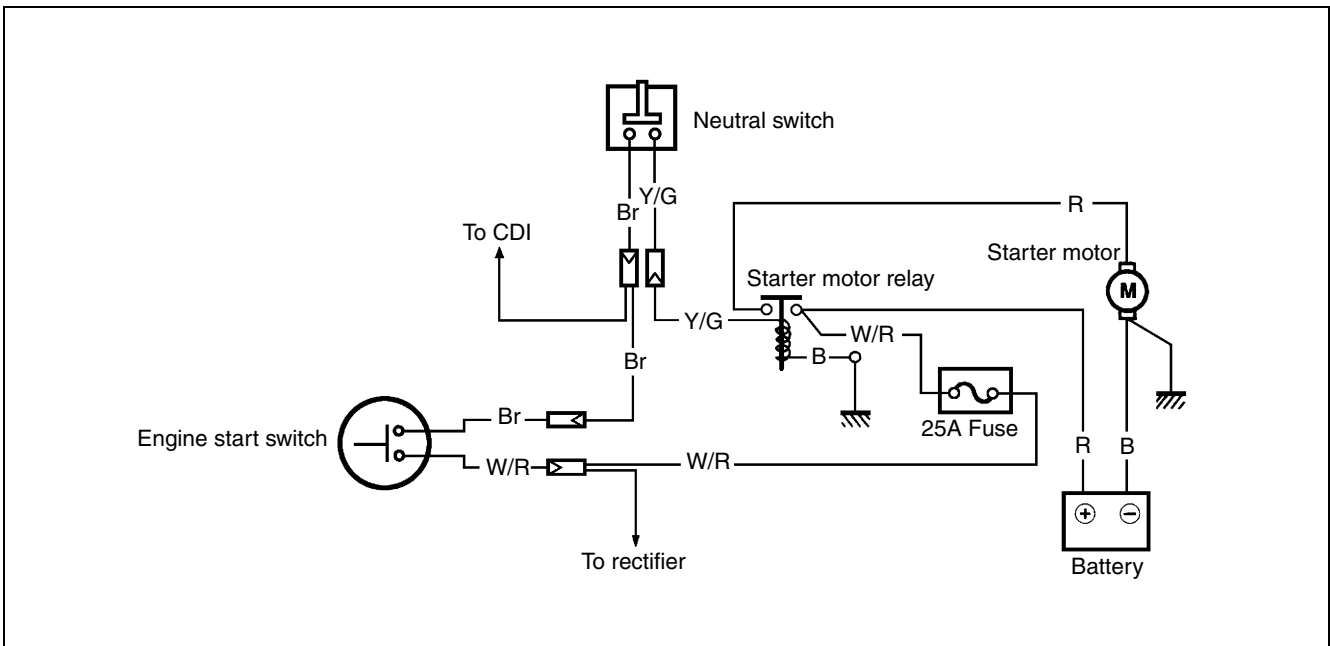 Neutral switch
Br
Y/G
To CDI
R
Starter motor
M
Starter motor relay
Y/G
W/R
B
Br
25A Fuse
Br
Engine start switch
W/R
W/R
R
B
+
−
To rectifier
Battery